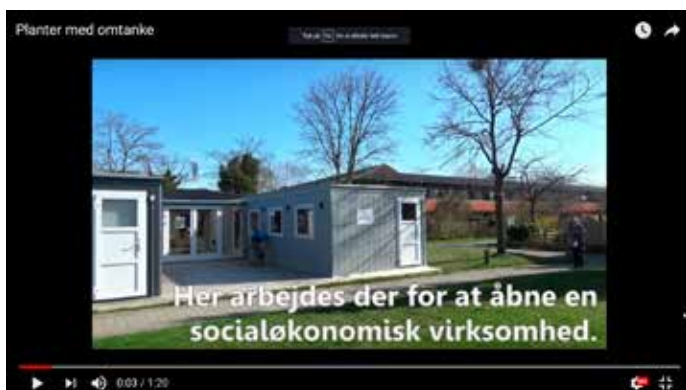 Planter med omtanke
Her arbejdes der for at åbne en
socialøkonomisk virksomhed.
0:03 / 1:20